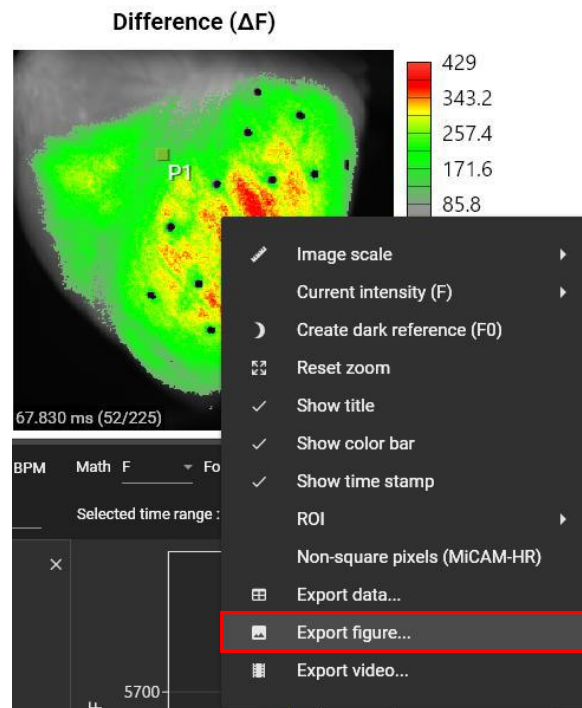 Difference (ΔF)
429
343.2
257.4
171.6
85.8
P1
67.830 ms (52/225)
Image scale
Current intensity (F)
Create dark reference (F0)
Reset zoom
Show title
Show color bar
Show time stamp
ROI
Non-square pixels (MiCAM-HR)
Export data...
Export figure...
Export video...
BPM Math F Fo
Selected time range :
5700
F